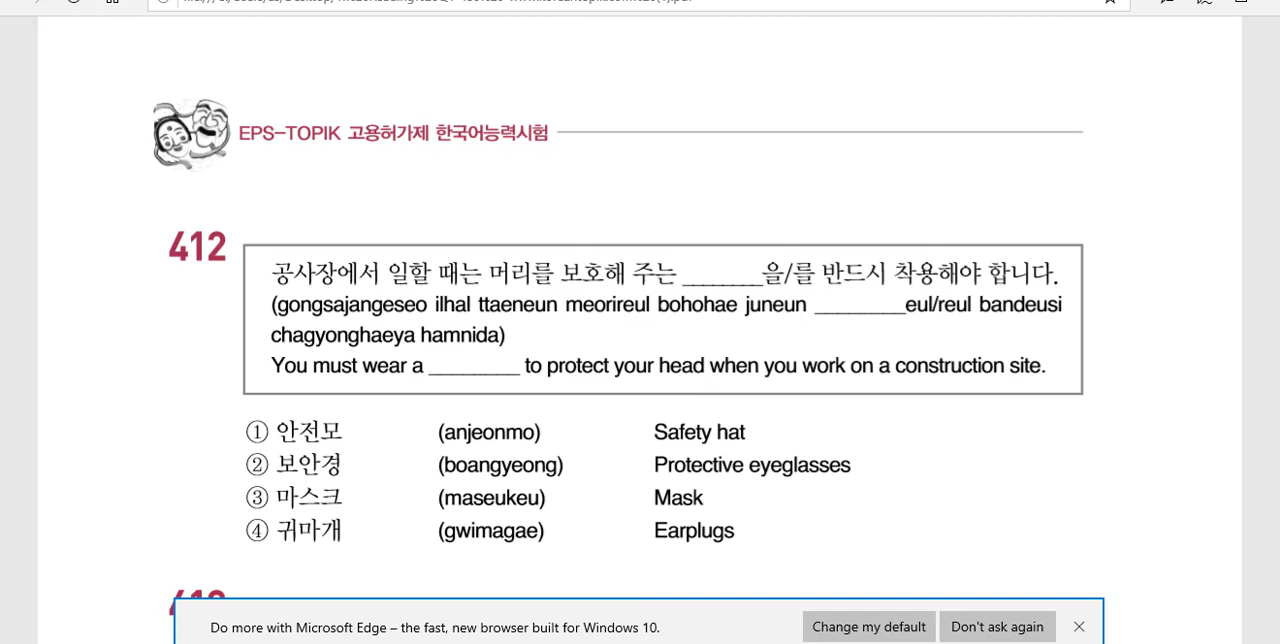 EPS-TOPIK 고용허가제 한국어능력시험
412
공사장에서 일할 때는 머리를 보호해 주는 _______을/를 반드시 착용해야 합니다.
(gongsajangeseo ilhal ttaeneun meorireul bohohae juneun ________eul/reul bandeusi
chagyonghaeya hamnida)
You must wear a ________ to protect your head when you work on a construction site.
① 안전모 (anjeonmo) Safety hat
② 보안경 (boangyeong) Protective eyeglasses
③ 마스크 (maseukeu) Mask
④ 귀마개 (gwimagae) Earplugs
Do more with Microsoft Edge – the fast, new browser built for Windows 10. Change my default Don't ask again